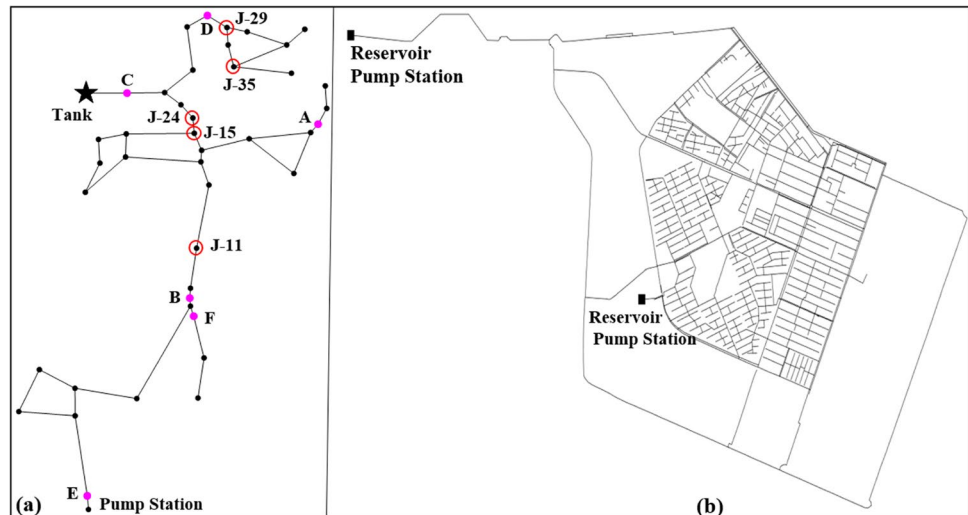 D
J-29
J-35
C
Tank
J-24
J-15
A
J-11
B
F
E
Pump Station
(a)
Reservoir
Pump Station
Reservoir
Pump Station
(b)